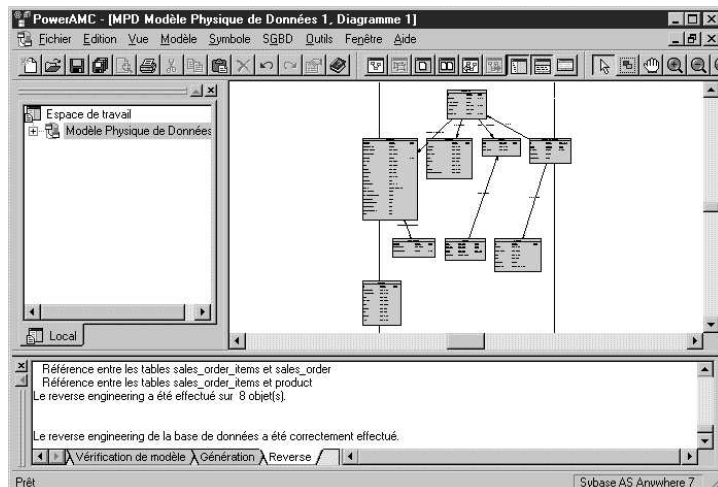 PowerAMC - [MPD Modèle Physique de Données 1, Diagramme 1]
Fichier Edition Vue Modèle Symbole SGBD Outils Fenêtre Aide
Espace de travail
Modèle Physique de Données
Local
Référence entre les tables sales_order_items et sales_order
Référence entre les tables sales_order_items et product
Le reverse engineering a été effectué sur 8 objet(s).
Le reverse engineering de la base de données a été correctement effectué.
Vérification de modèle Génération Reverse
Prêt Sybase AS Anywhere 7